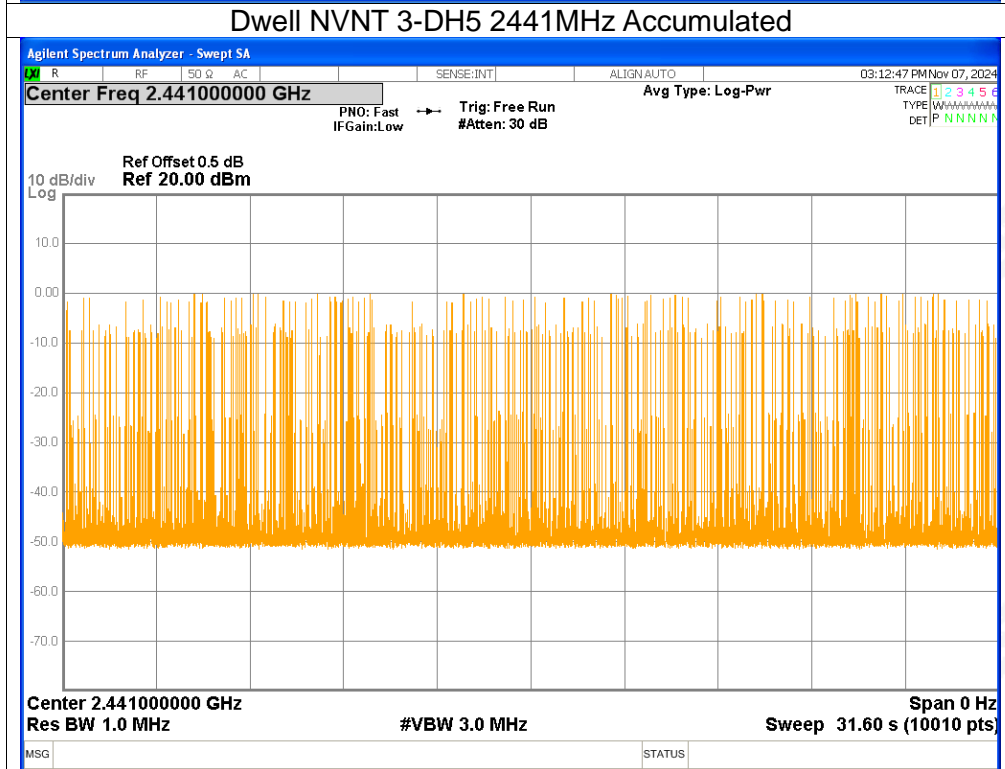 Dwell NVNT 3-DH5 2441MHz Accumulated
Agilent Spectrum Analyzer - Swept SA
LXI R RF 50 Ω AC SENSE:INT ALIGN AUTO 03:12:47 PM Nov 07, 2024
Center Freq 2.441000000 GHz Avg Type: Log-Pwr TRACE 1 2 3 4 5 6
PNO: Fast Trig: Free Run TYPE W
IFGain:Low #Atten: 30 dB DET P N N N N N
Ref Offset 0.5 dB
10 dB/div Ref 20.00 dBm
Log
10.0
0.00
-10.0
-20.0
-30.0
-40.0
-50.0
-60.0
-70.0
Center 2.441000000 GHz Span 0 Hz
Res BW 1.0 MHz #VBW 3.0 MHz Sweep 31.60 s (10010 pts)
MSG STATUS